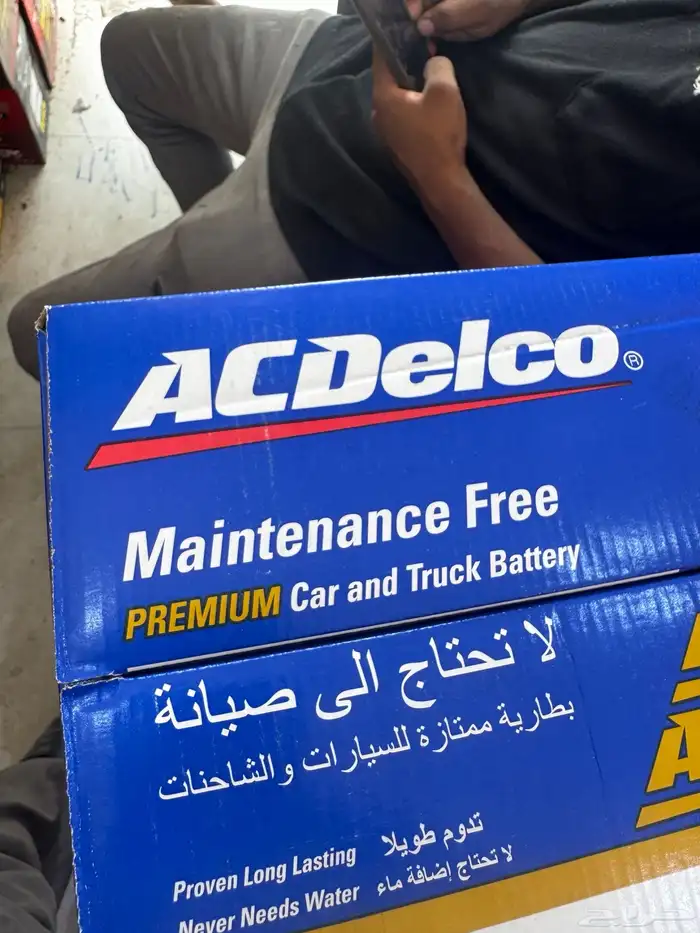 ACDelco®
Maintenance Free
PREMIUM Car and Truck Battery
لا تحتاج الى صيانة
بطارية ممتازة للسيارات والشاحنات
تدوم طويلا
Proven Long Lasting
لا تحتاج إضافة ماء
Never Needs Water
A
حراج